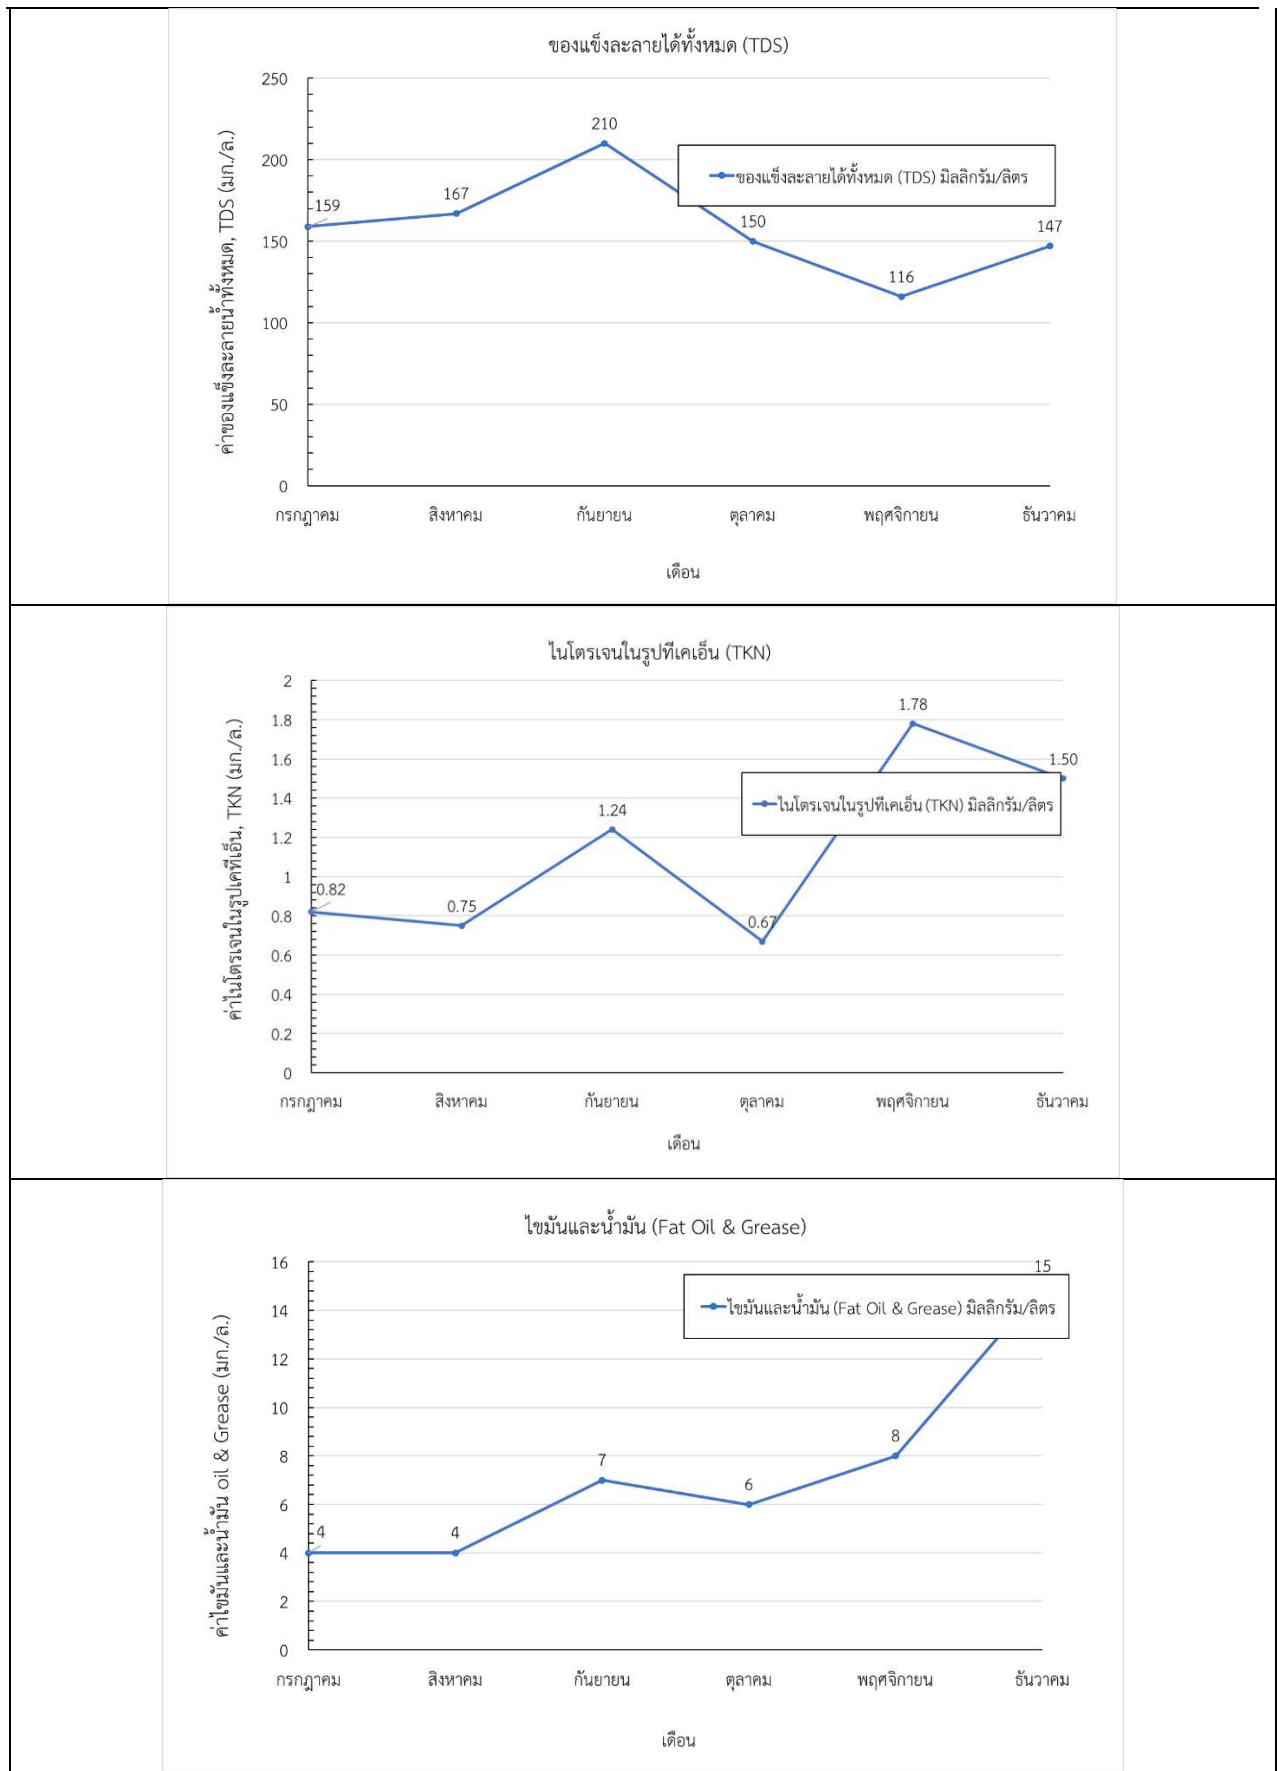 ของแข็งละลายได้ทั้งหมด (TDS)
ค่าของแข็งละลายน้ำทั้งหมด, TDS (มก./ล.)
250
200
150
100
50
0
159
167
210
150
116
147
ของแข็งละลายได้ทั้งหมด (TDS) มิลลิกรัม/ลิตร
กรกฎาคม สิงหาคม กันยายน ตุลาคม พฤศจิกายน ธันวาคม
เดือน
ไนโตรเจนในรูปทีเคเอ็น (TKN)
ค่าไนโตรเจนในรูปเคทีเอ็น, TKN (มก./ล.)
2
1.8
1.6
1.4
1.2
1
0.8
0.6
0.4
0.2
0
0.82
0.75
1.24
0.67
1.78
1.50
ไนโตรเจนในรูปทีเคเอ็น (TKN) มิลลิกรัม/ลิตร
กรกฎาคม สิงหาคม กันยายน ตุลาคม พฤศจิกายน ธันวาคม
เดือน
ไขมันและน้ำมัน (Fat Oil & Grease)
ค่าไขมันและน้ำมัน oil & Grease (มก./ล.)
16
14
12
10
8
6
4
2
0
4
4
7
6
8
15
ไขมันและน้ำมัน (Fat Oil & Grease) มิลลิกรัม/ลิตร
กรกฎาคม สิงหาคม กันยายน ตุลาคม พฤศจิกายน ธันวาคม
เดือน